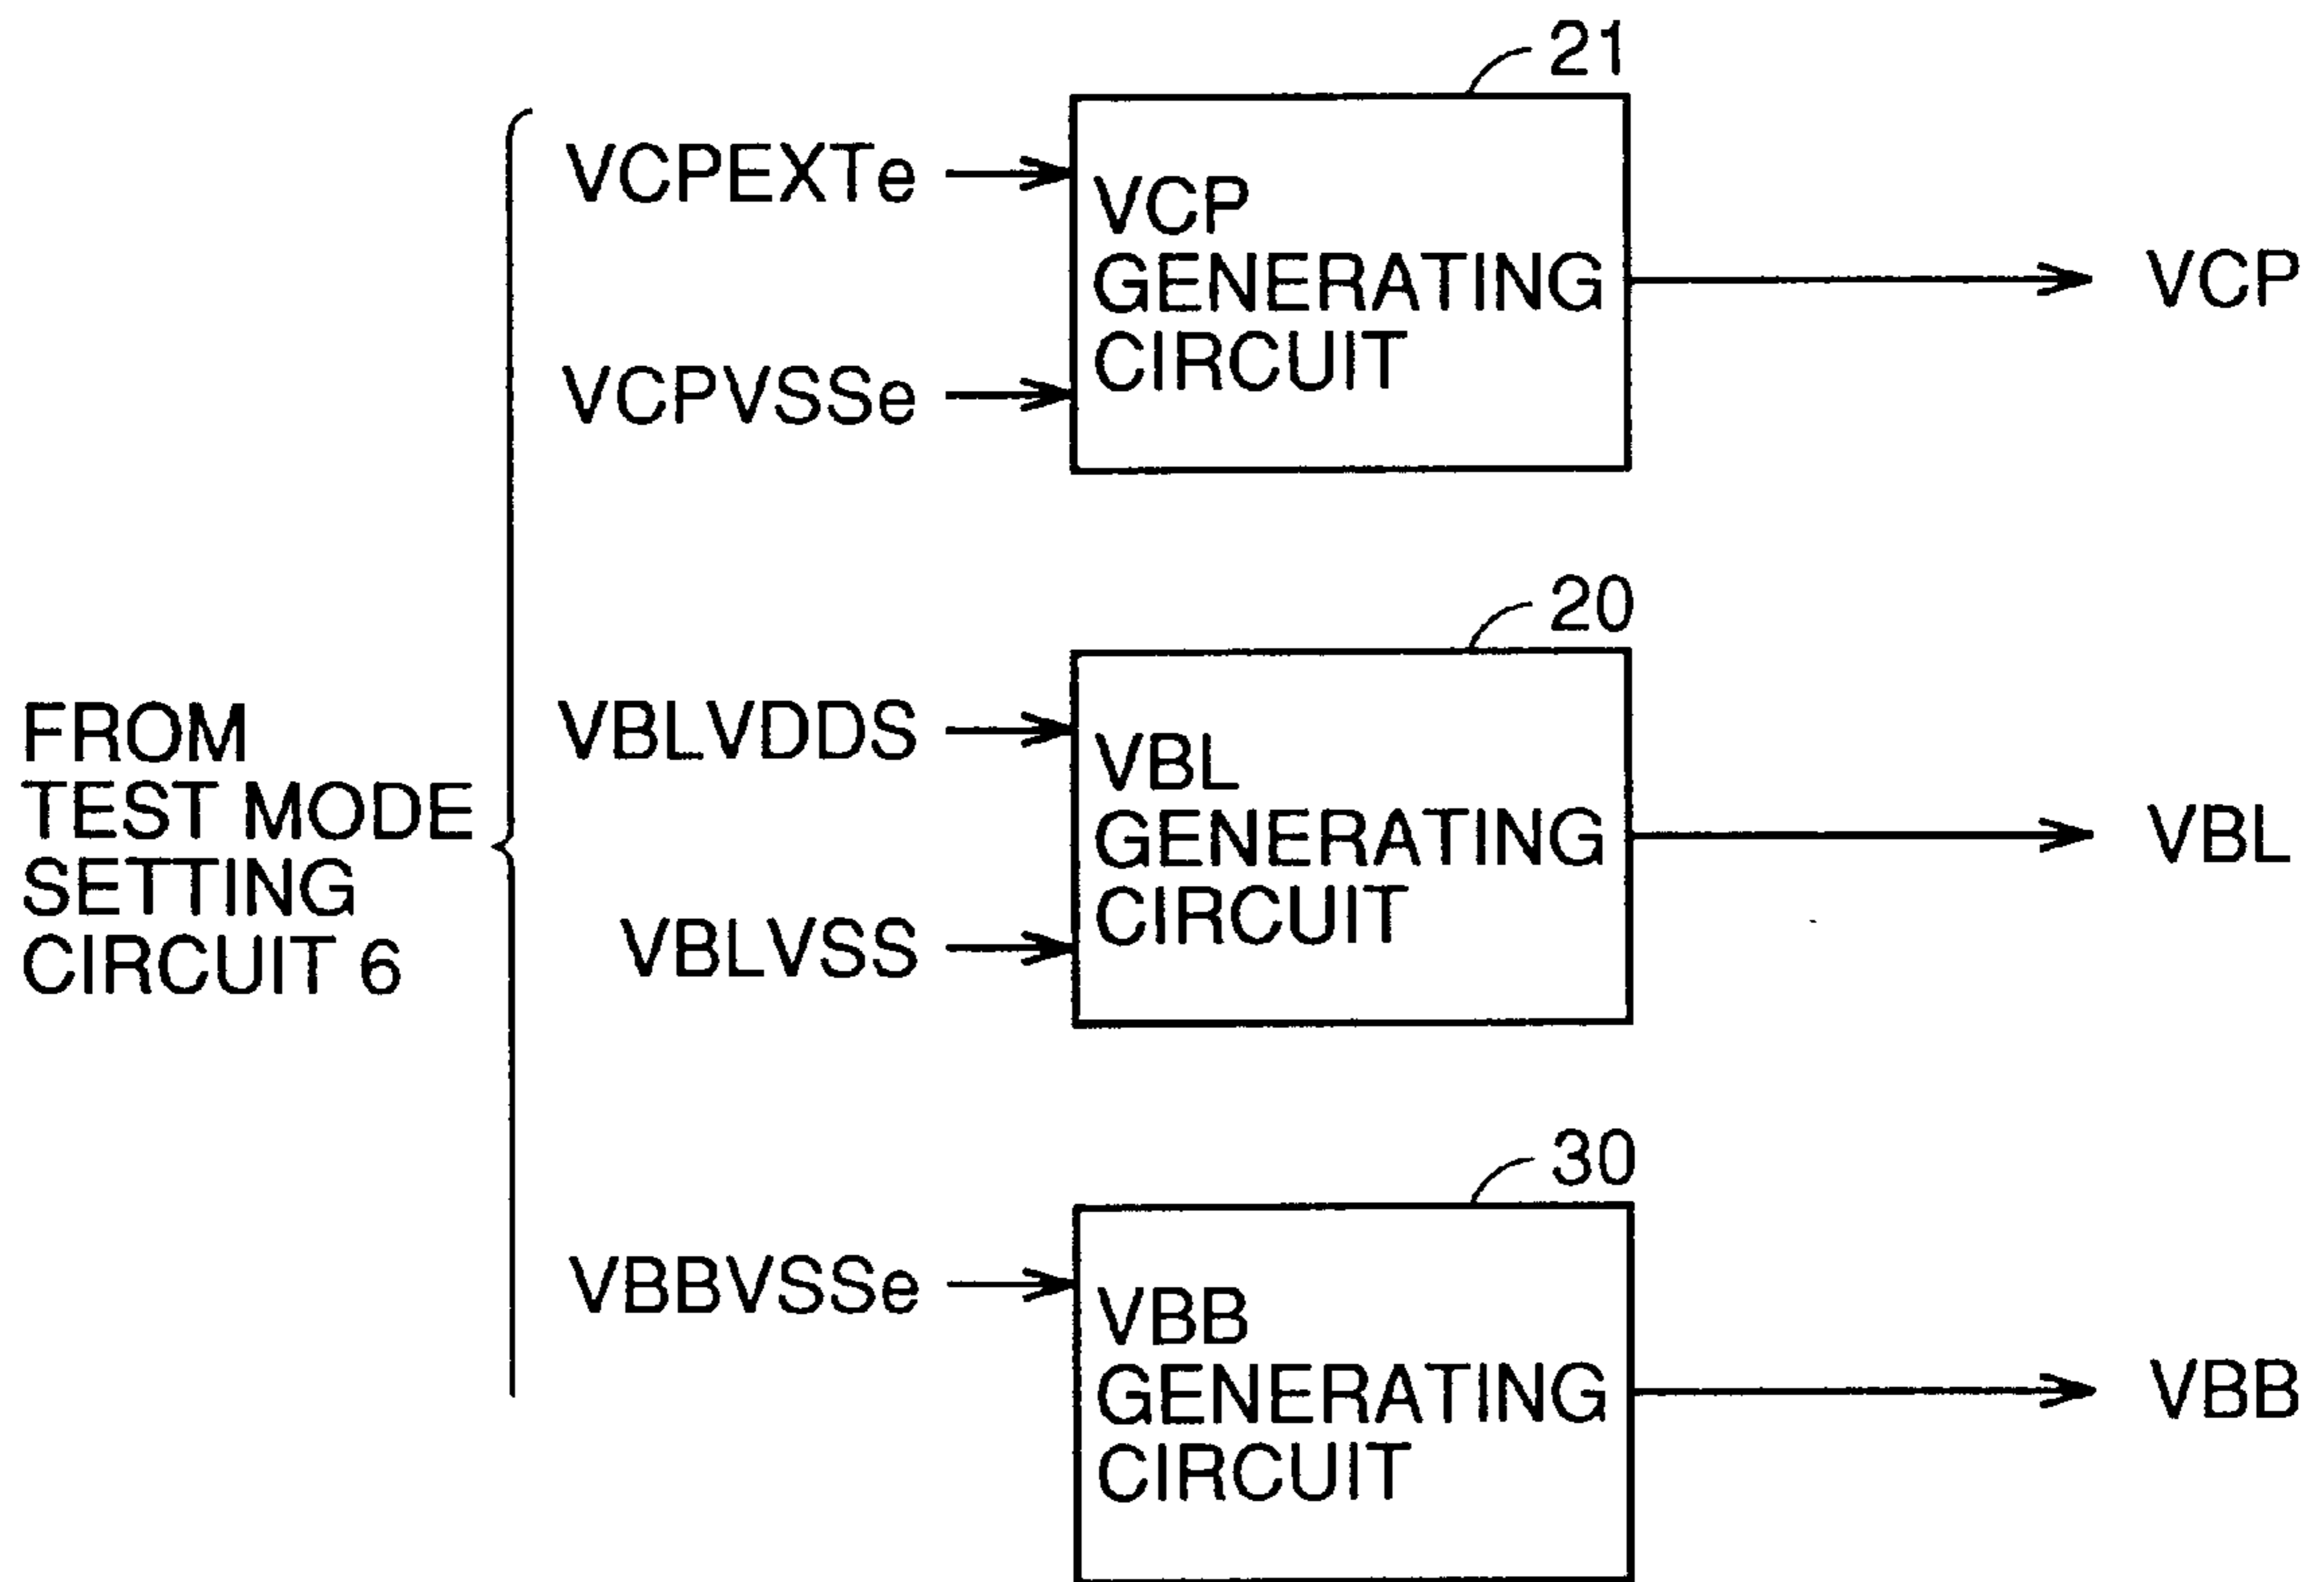 21
VCPEXTe
VCP
GENERATING
CIRCUIT
VCP
VCPVSSe
20
FROM
TEST MODE
SETTING
CIRCUIT 6
VBLVDDS
VBL
GENERATING
CIRCUIT
VBL
VBLVSS
30
VBBVSSe
VBB
GENERATING
CIRCUIT
VBB